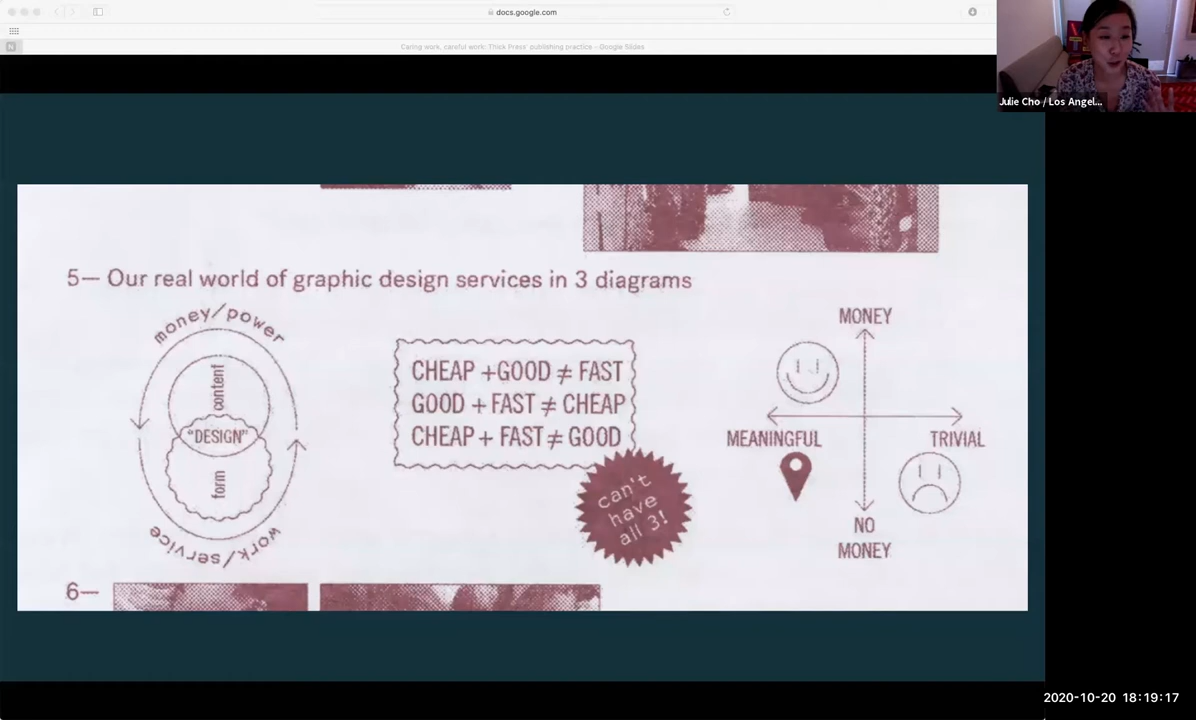 docs.google.com
Caring work, careful work: Thick Press' publishing practice - Google Slides
Julie Cho / Los Angel...
5— Our real world of graphic design services in 3 diagrams
money/power
content
"DESIGN"
form
work/service
CHEAP + GOOD ≠ FAST
GOOD + FAST ≠ CHEAP
CHEAP + FAST ≠ GOOD
can't
have
all 3!
MONEY
MEANINGFUL
TRIVIAL
NO
MONEY
6—
2020-10-20 18:19:17